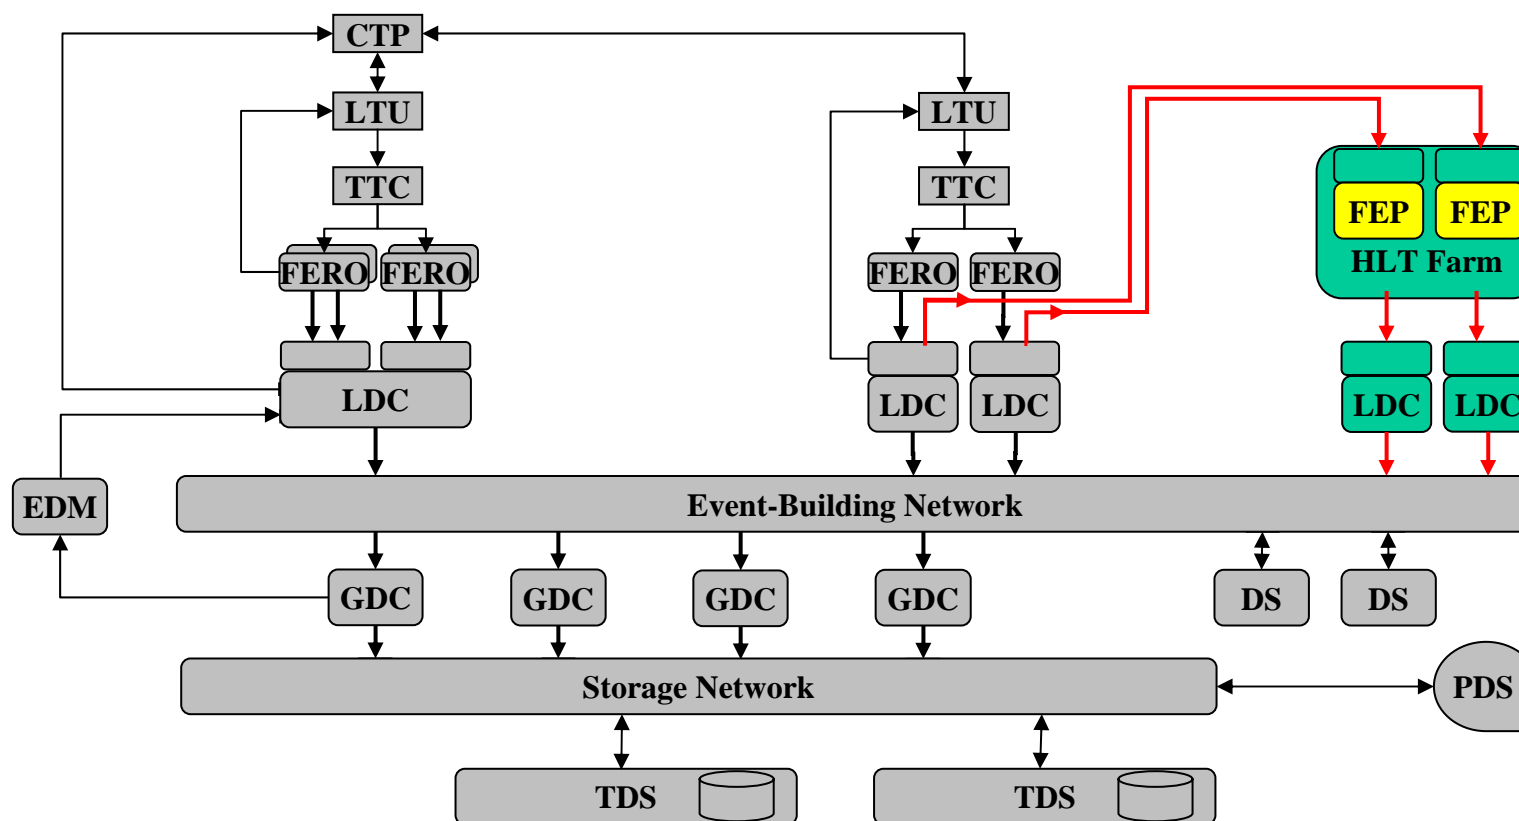 CTP
LTU
LTU
TTC
TTC
FEP
FEP
HLT Farm
FERO
FERO
FERO
FERO
LDC
LDC
LDC
LDC
LDC
EDM
Event-Building Network
GDC
GDC
GDC
GDC
DS
DS
Storage Network
PDS
TDS
TDS